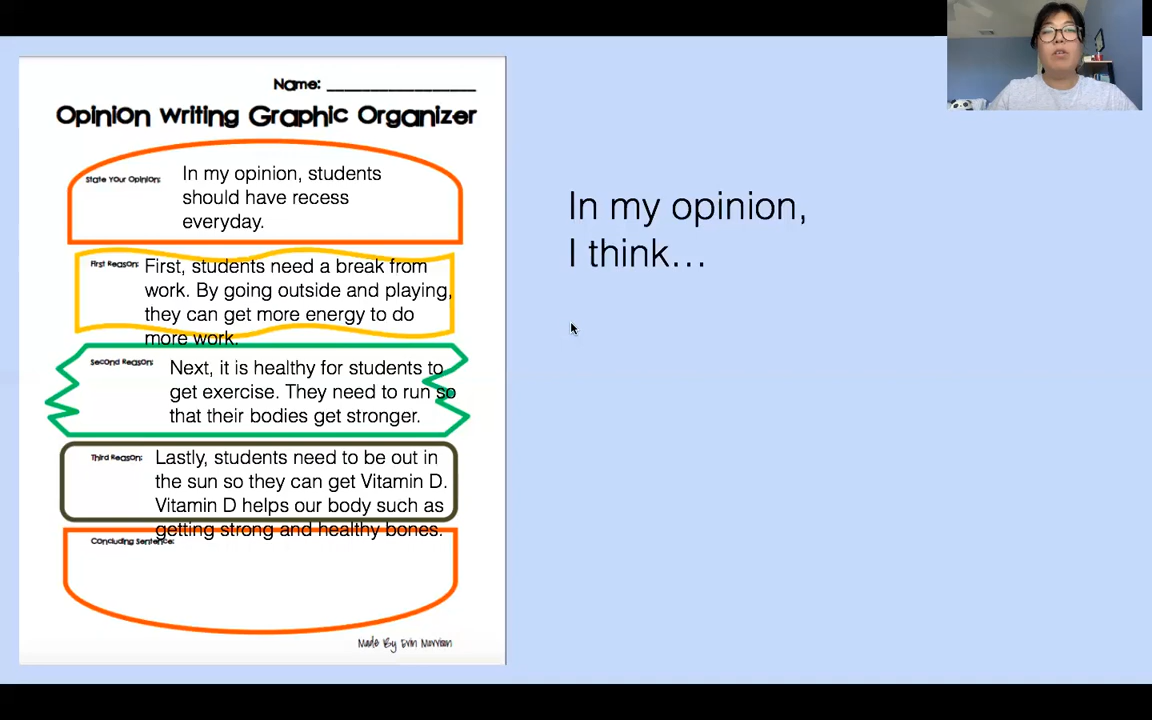 Name: _______________
Opinion Writing Graphic Organizer
State Your Opinion:
In my opinion, students
should have recess
everyday.
First Reason:
First, students need a break from
work. By going outside and playing,
they can get more energy to do
more work.
Second Reason:
Next, it is healthy for students to
get exercise. They need to run so
that their bodies get stronger.
Third Reason:
Lastly, students need to be out in
the sun so they can get Vitamin D.
Vitamin D helps our body such as
getting strong and healthy bones.
Concluding Sentence:
Made By Erin Morrison
In my opinion,
I think...